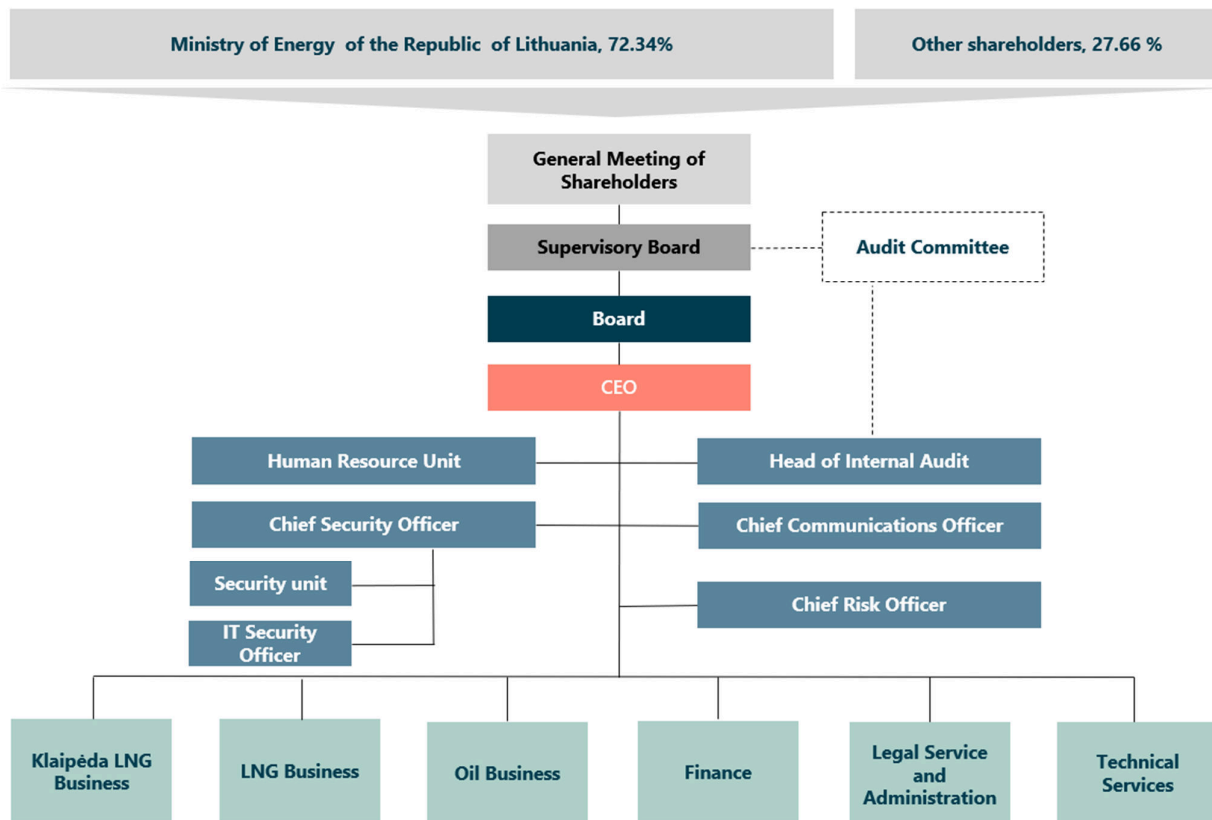 Ministry of Energy of the Republic of Lithuania, 72.34%
Other shareholders, 27.66 %
General Meeting of
Shareholders
Supervisory Board
Audit Committee
Board
CEO
Human Resource Unit
Head of Internal Audit
Chief Security Officer
Chief Communications Officer
Security unit
Chief Risk Officer
IT Security
Officer
Klaipėda LNG
Business
LNG Business
Oil Business
Finance
Legal Service
and
Administration
Technical
Services